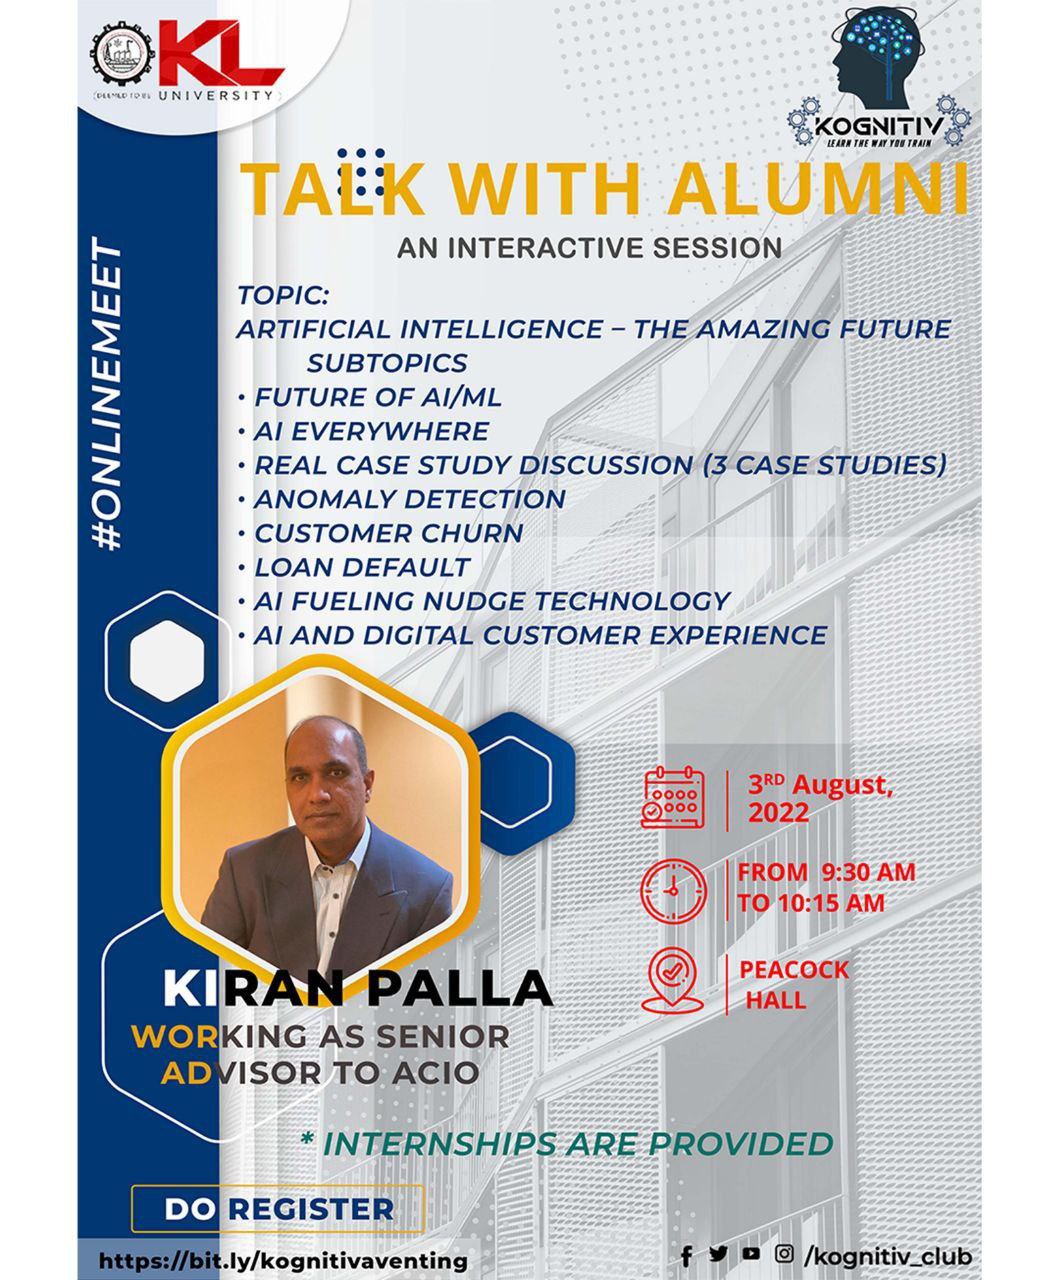 KL
(DEEMED TO BE UNIVERSITY)
KOGNITIV
LEARN THE WAY YOU TRAIN
TALK WITH ALUMNI
AN INTERACTIVE SESSION
#ONLINEMEET
TOPIC:
ARTIFICIAL INTELLIGENCE – THE AMAZING FUTURE
SUBTOPICS
• FUTURE OF AI/ML
• AI EVERYWHERE
• REAL CASE STUDY DISCUSSION (3 CASE STUDIES)
• ANOMALY DETECTION
• CUSTOMER CHURN
• LOAN DEFAULT
• AI FUELING NUDGE TECHNOLOGY
• AI AND DIGITAL CUSTOMER EXPERIENCE
3RD August,
2022
FROM 9:30 AM
TO 10:15 AM
PEACOCK
HALL
KIRAN PALLA
WORKING AS SENIOR
ADVISOR TO ACIO
* INTERNSHIPS ARE PROVIDED
DO REGISTER
https://bit.ly/kognitivaventing
/kognitiv_club